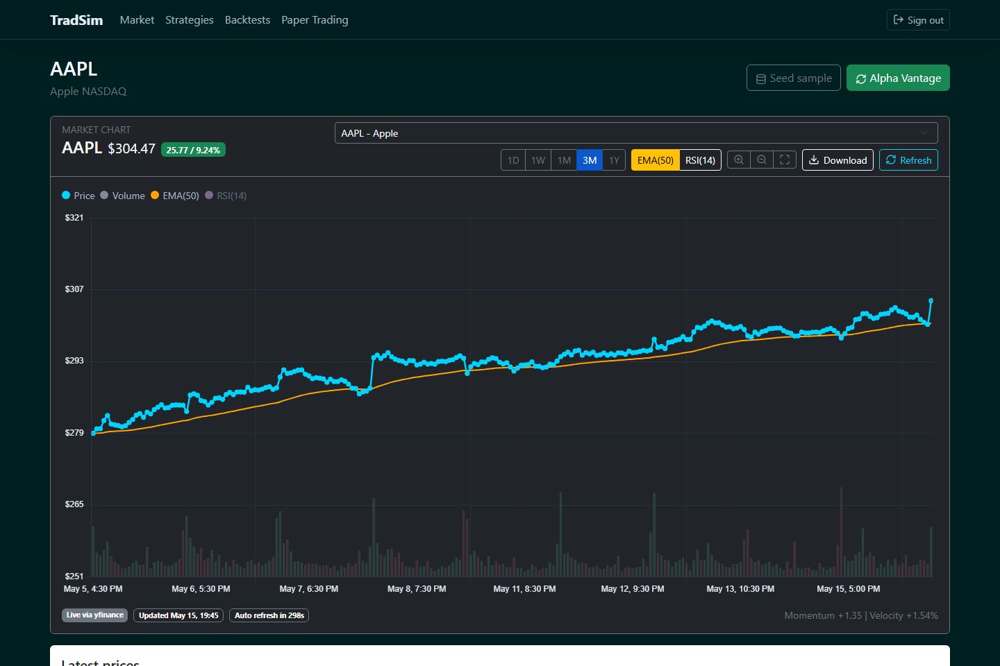 TradSim Market Strategies Backtests Paper Trading Sign out
AAPL
Apple NASDAQ
Seed sample Alpha Vantage
MARKET CHART
AAPL $304.47 25.77 / 9.24%
AAPL - Apple
1D 1W 1M 3M 1Y EMA(50) RSI(14) Download Refresh
Price Volume EMA(50) RSI(14)
$321
$307
$293
$279
$265
$251
May 5, 4:30 PM May 6, 5:30 PM May 7, 6:30 PM May 8, 7:30 PM May 11, 8:30 PM May 12, 9:30 PM May 13, 10:30 PM May 15, 5:00 PM
Live via yfinance Updated May 15, 19:45 Auto refresh in 298s
Momentum +1.35 | Velocity +1.54%
Latest prices